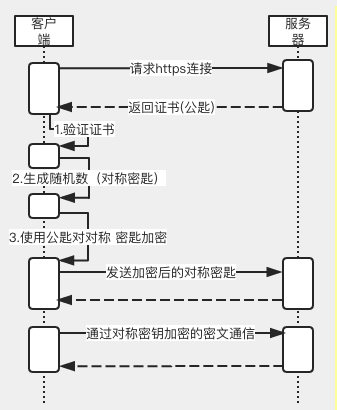 客户
端
服务
器
请求https连接
返回证书(公匙)
1.验证证书
2.生成随机数（对称密匙）
3.使用公匙对对称 密匙加密
发送加密后的对称密匙
通过对称密钥加密的密文通信